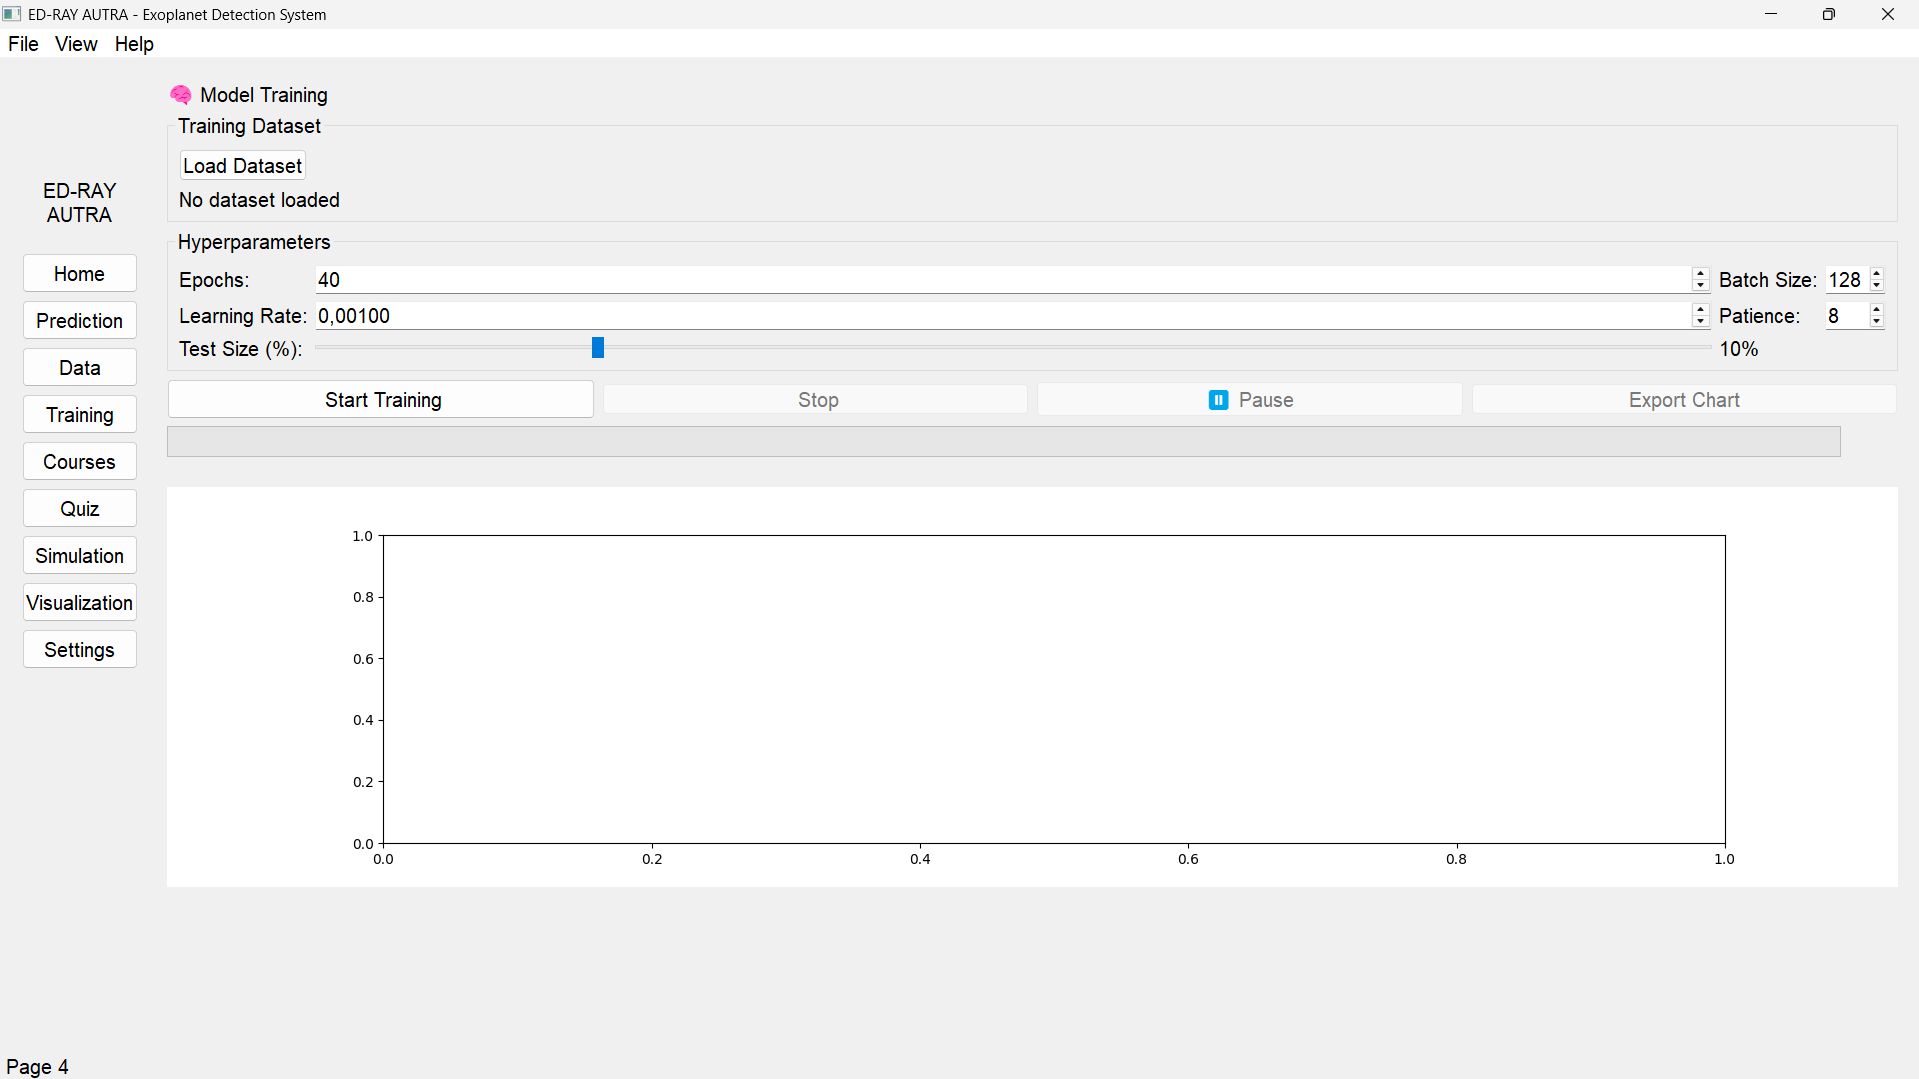 ED-RAY AUTRA - Exoplanet Detection System
File View Help
Model Training
Training Dataset
Load Dataset
No dataset loaded
ED-RAY
AUTRA
Home
Prediction
Data
Training
Courses
Quiz
Simulation
Visualization
Settings
Hyperparameters
Epochs: 40 Batch Size: 128
Learning Rate: 0,00100 Patience: 8
Test Size (%): 10%
Start Training Stop Pause Export Chart
1.0
0.8
0.6
0.4
0.2
0.0
0.0 0.2 0.4 0.6 0.8 1.0
Page 4